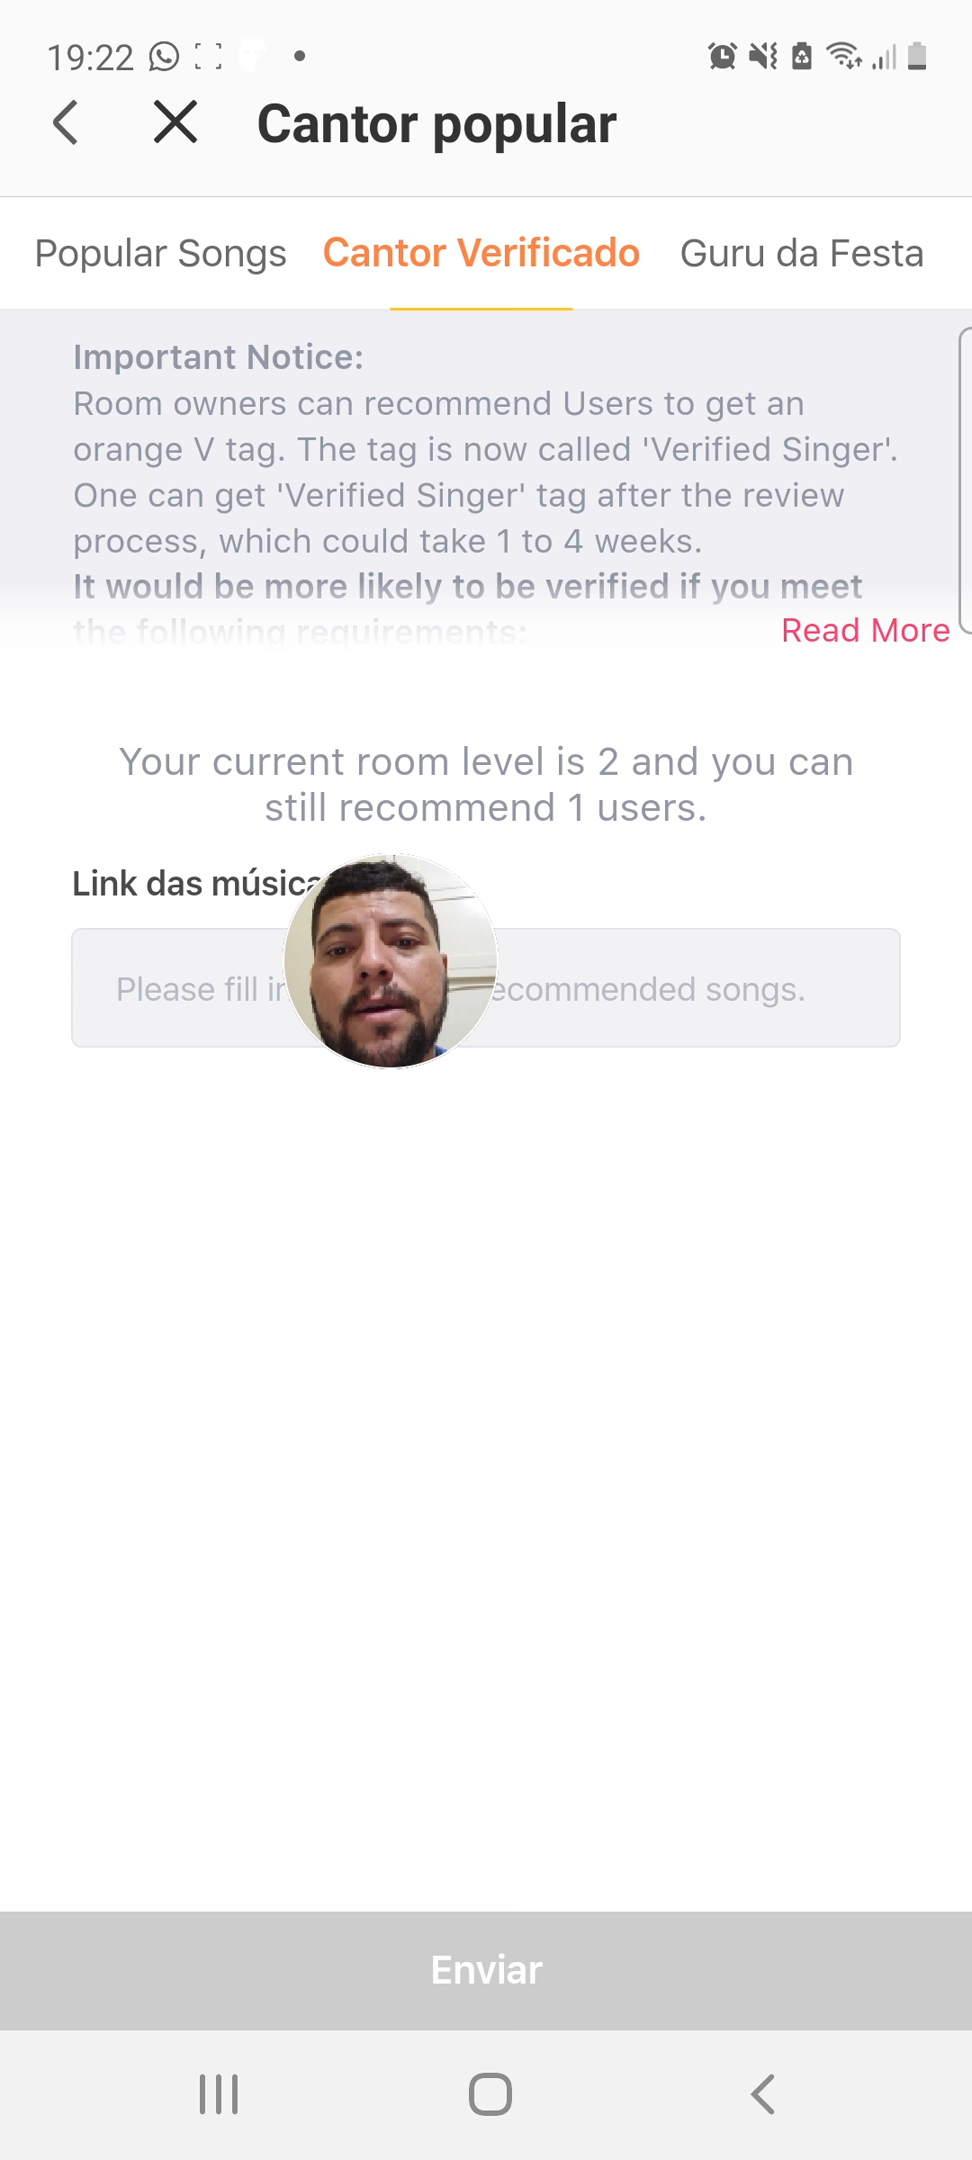 19:22
Cantor popular
Popular Songs Cantor Verificado Guru da Festa
Important Notice:
Room owners can recommend Users to get an
orange V tag. The tag is now called 'Verified Singer'.
One can get 'Verified Singer' tag after the review
process, which could take 1 to 4 weeks.
It would be more likely to be verified if you meet
the following requirements:
Read More
Your current room level is 2 and you can
still recommend 1 users.
Link das
Please fill songs.
Enviar